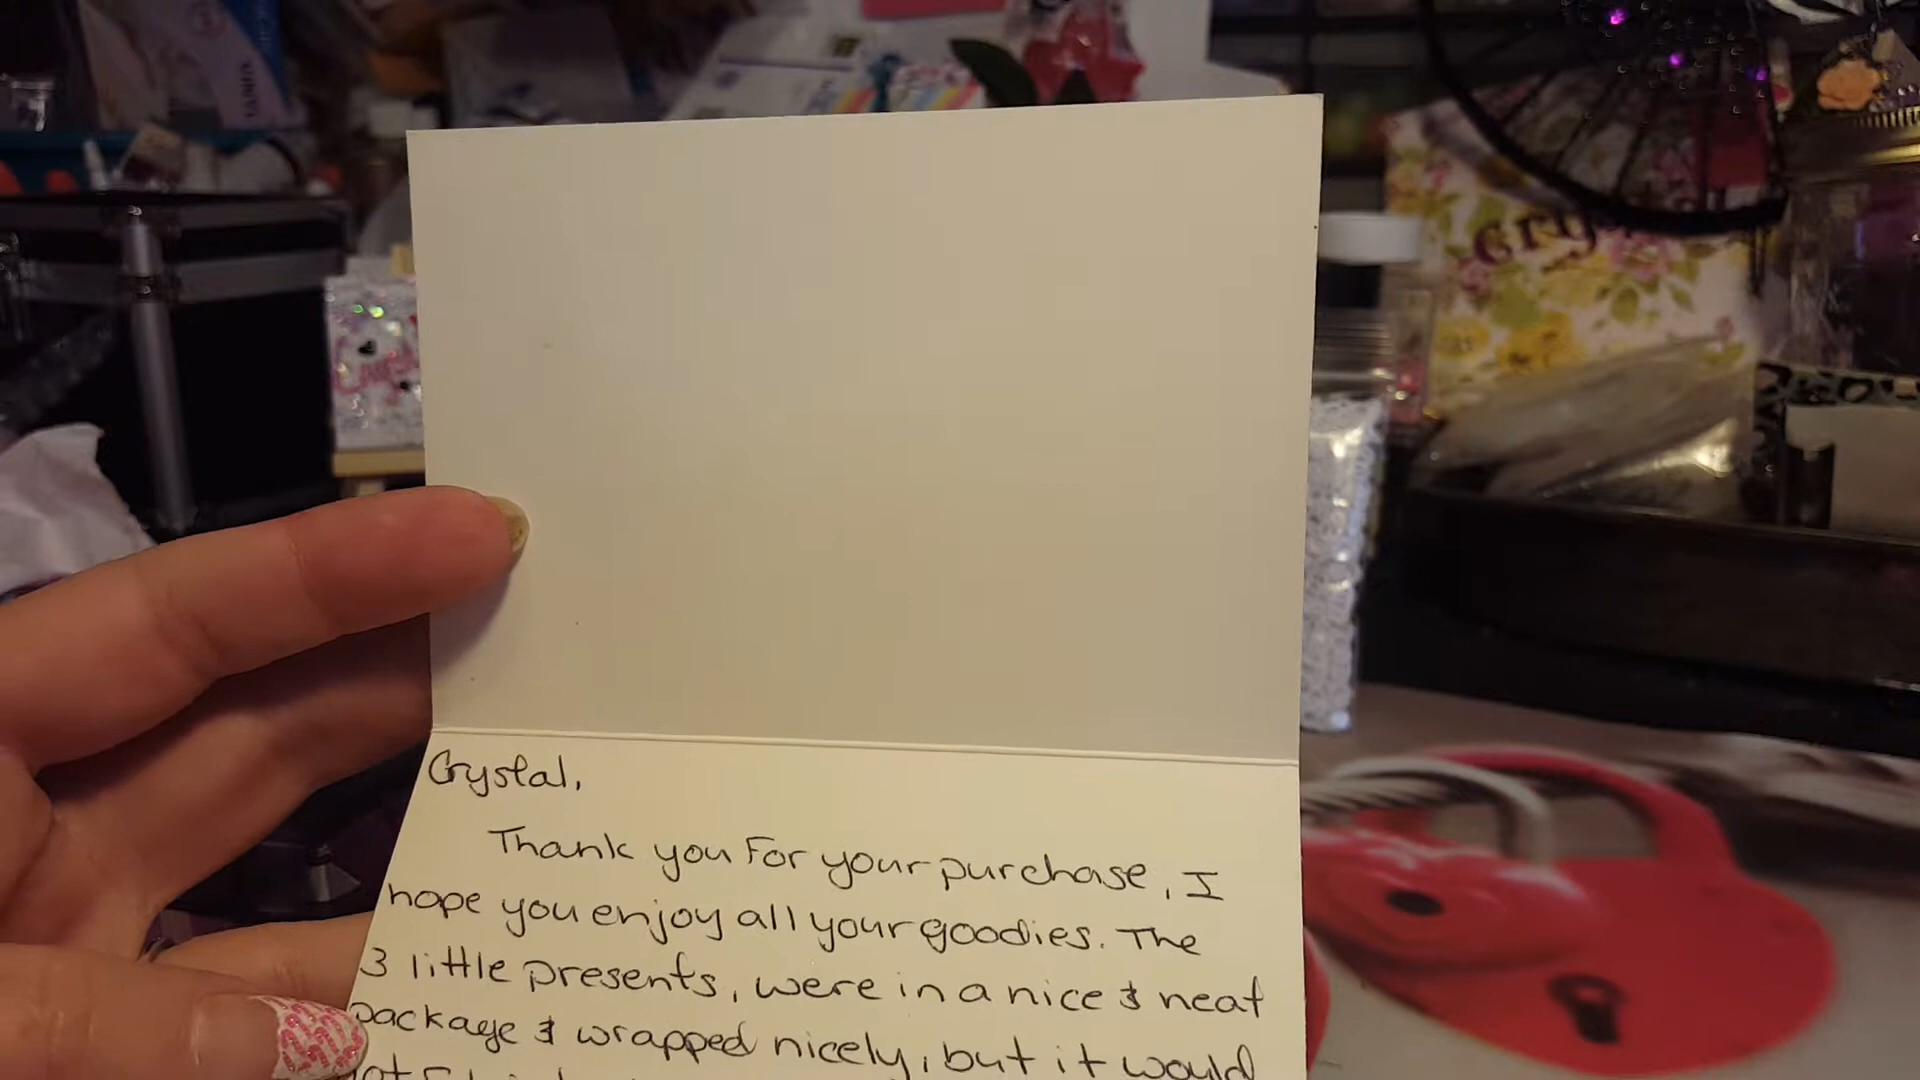 Crystal,
Thank you For your purchase, I
hope you enjoy all your goodies. The
3 little presents, were in a nice & neat
package & wrapped nicely, but it would